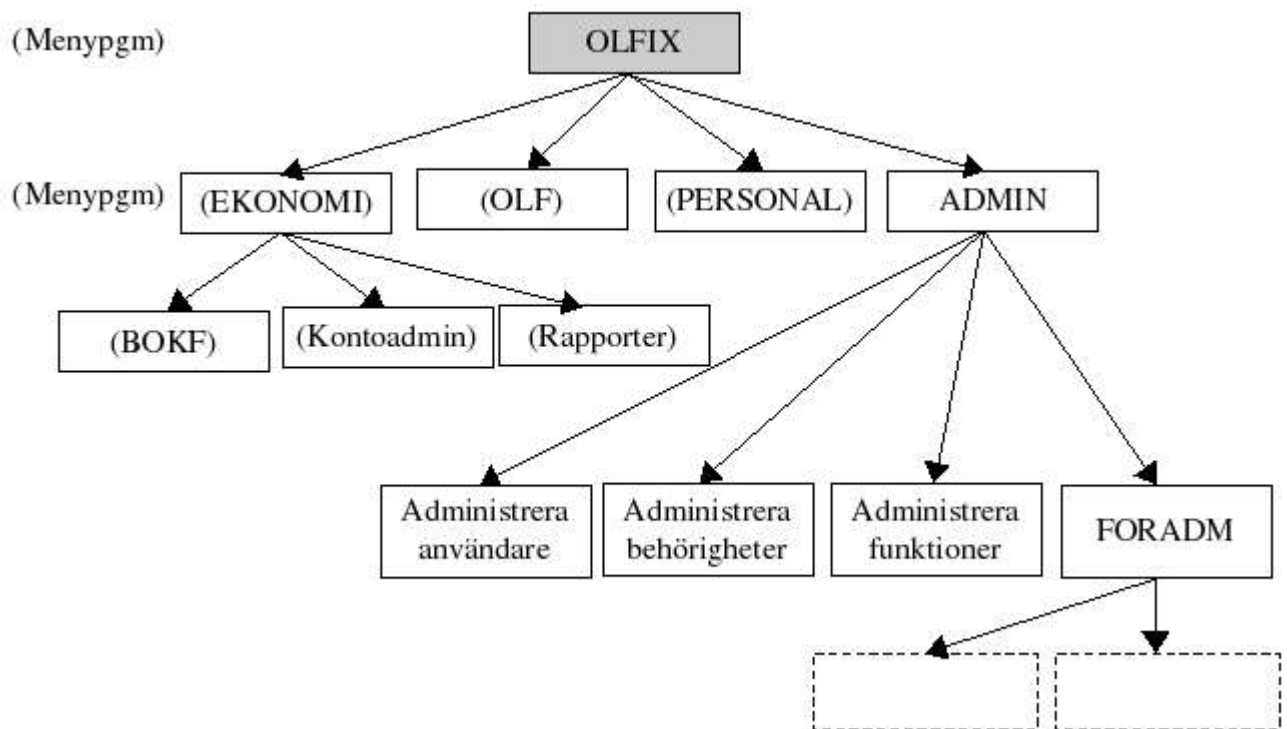 (Menypgm)
OLFIX
(Menypgm)
(EKONOMI)
(OLF)
(PERSONAL)
ADMIN
(BOKF)
(Kontoadmin)
(Rapporter)
Administrera
användare
Administrera
behörigheter
Administrera
funktioner
FORADM